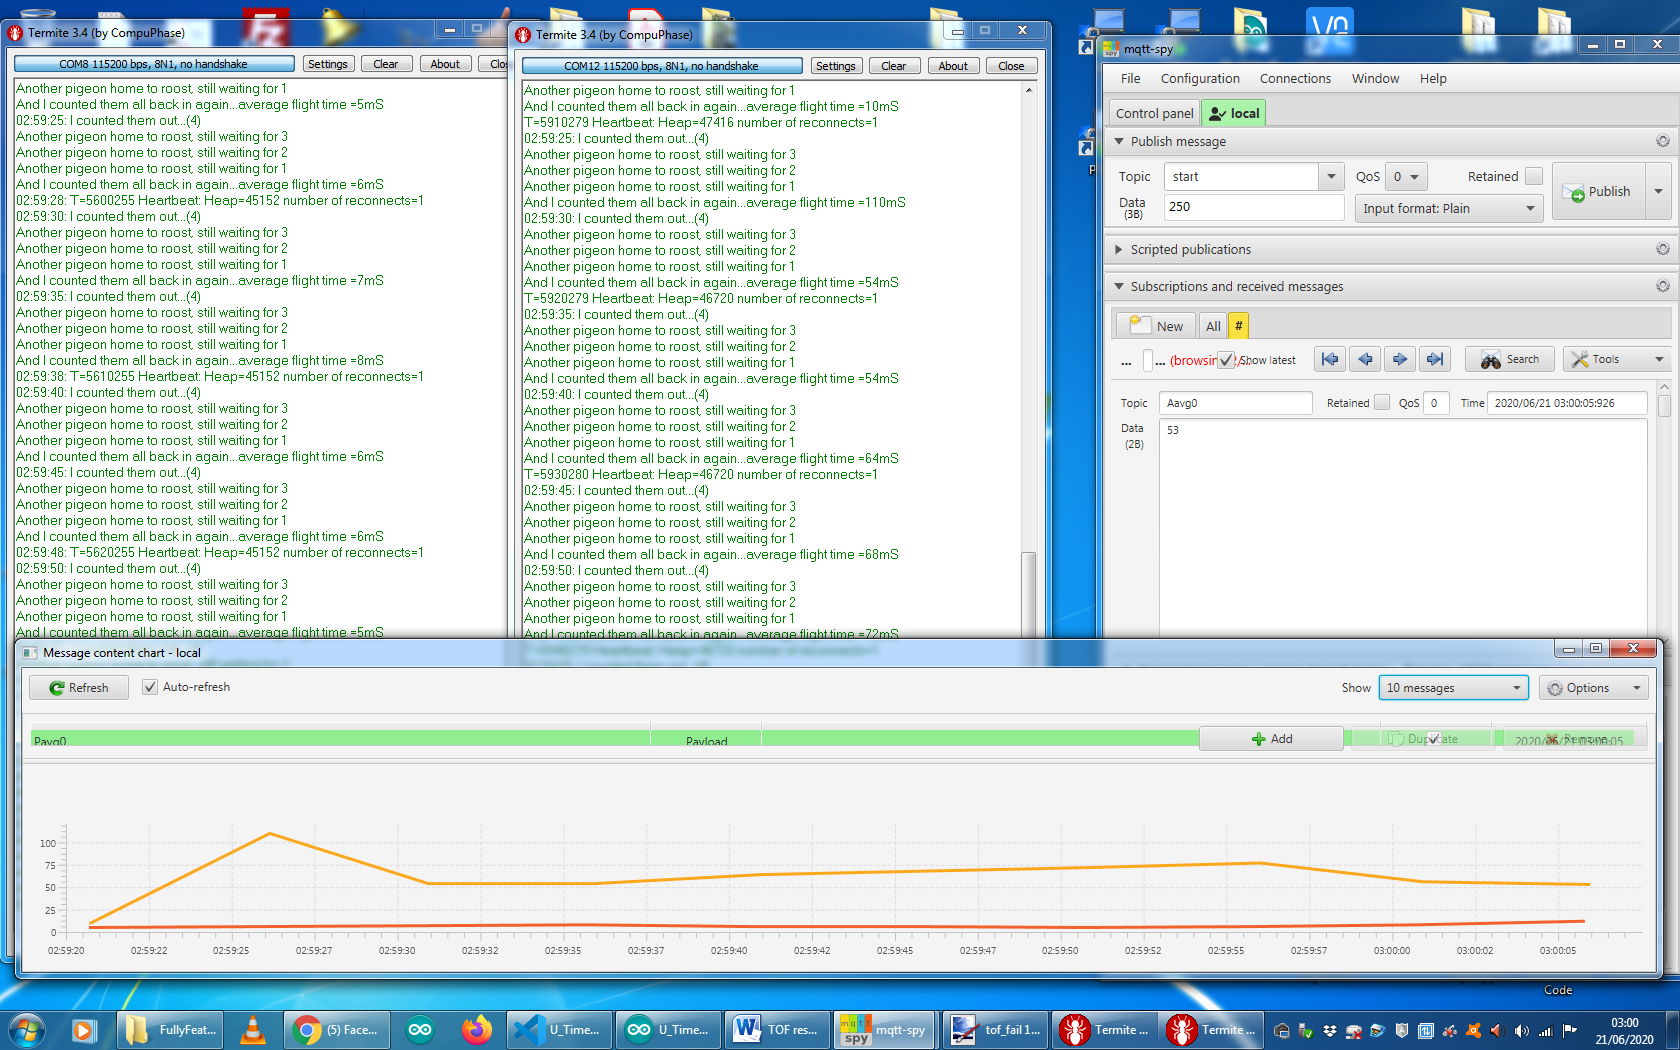 Termite 3.4 (by CompuPhase)
COM8 115200 bps, 8N1, no handshake
Settings
Clear
About
Another pigeon home to roost, still waiting for 1
And I counted them all back in again...average flight time =5mS
02:59:25: I counted them out...(4)
Another pigeon home to roost, still waiting for 3
Another pigeon home to roost, still waiting for 2
Another pigeon home to roost, still waiting for 1
And I counted them all back in again...average flight time =6mS
02:59:28: T=5600255 Heartbeat: Heap=45152 number of reconnects=1
02:59:30: I counted them out...(4)
Another pigeon home to roost, still waiting for 3
Another pigeon home to roost, still waiting for 2
Another pigeon home to roost, still waiting for 1
And I counted them all back in again...average flight time =7mS
02:59:35: I counted them out...(4)
Another pigeon home to roost, still waiting for 3
Another pigeon home to roost, still waiting for 2
Another pigeon home to roost, still waiting for 1
And I counted them all back in again...average flight time =8mS
02:59:38: T=5610255 Heartbeat: Heap=45152 number of reconnects=1
02:59:40: I counted them out...(4)
Another pigeon home to roost, still waiting for 3
Another pigeon home to roost, still waiting for 2
Another pigeon home to roost, still waiting for 1
And I counted them all back in again...average flight time =6mS
02:59:45: I counted them out...(4)
Another pigeon home to roost, still waiting for 3
Another pigeon home to roost, still waiting for 2
Another pigeon home to roost, still waiting for 1
And I counted them all back in again...average flight time =6mS
02:59:48: T=5620255 Heartbeat: Heap=45152 number of reconnects=1
02:59:50: I counted them out...(4)
Another pigeon home to roost, still waiting for 3
Another pigeon home to roost, still waiting for 2
Another pigeon home to roost, still waiting for 1
And I counted them all back in again...average flight time =5mS
Termite 3.4 (by CompuPhase)
COM12 115200 bps, 8N1, no handshake
Settings
Clear
About
Close
Another pigeon home to roost, still waiting for 1
And I counted them all back in again...average flight time =10mS
T=5910279 Heartbeat: Heap=47416 number of reconnects=1
02:59:25: I counted them out...(4)
Another pigeon home to roost, still waiting for 3
Another pigeon home to roost, still waiting for 2
Another pigeon home to roost, still waiting for 1
And I counted them all back in again...average flight time =110mS
02:59:30: I counted them out...(4)
Another pigeon home to roost, still waiting for 3
Another pigeon home to roost, still waiting for 2
Another pigeon home to roost, still waiting for 1
And I counted them all back in again...average flight time =54mS
T=5920279 Heartbeat: Heap=46720 number of reconnects=1
02:59:35: I counted them out...(4)
Another pigeon home to roost, still waiting for 3
Another pigeon home to roost, still waiting for 2
Another pigeon home to roost, still waiting for 1
And I counted them all back in again...average flight time =54mS
02:59:40: I counted them out...(4)
Another pigeon home to roost, still waiting for 3
Another pigeon home to roost, still waiting for 2
Another pigeon home to roost, still waiting for 1
And I counted them all back in again...average flight time =64mS
T=5930280 Heartbeat: Heap=46720 number of reconnects=1
02:59:45: I counted them out...(4)
Another pigeon home to roost, still waiting for 3
Another pigeon home to roost, still waiting for 2
Another pigeon home to roost, still waiting for 1
And I counted them all back in again...average flight time =68mS
02:59:50: I counted them out...(4)
Another pigeon home to roost, still waiting for 3
Another pigeon home to roost, still waiting for 2
Another pigeon home to roost, still waiting for 1
And I counted them all back in again...average flight time =72mS
mqtt-spy
File Configuration Connections Window Help
Control panel
local
Publish message
Topic start QoS 0 Retained
Publish
Data 250 Input format: Plain
(3B)
Scripted publications
Subscriptions and received messages
New All #
... ... (browsing 2/ Show latest Search Tools
Topic Aavg0 Retained QoS 0 Time 2020/06/21 03:00:05:926
Data 53
(2B)
Message content chart - local
Refresh Auto-refresh Show 10 messages Options
Pavg0 Payload Add Duplicate Remove 2020/06/21 03:00:05
100
75
50
25
0
02:59:20 02:59:22 02:59:25 02:59:27 02:59:30 02:59:32 02:59:35 02:59:37 02:59:40 02:59:42 02:59:45 02:59:47 02:59:50 02:59:52 02:59:55 02:59:57 03:00:00 03:00:02 03:00:05
Code
FullyFeat...
(5) Face...
U_Time...
U_Time...
TOF res...
mqtt-spy
tof_fail 1...
Termite ...
Termite ...
03:00
21/06/2020